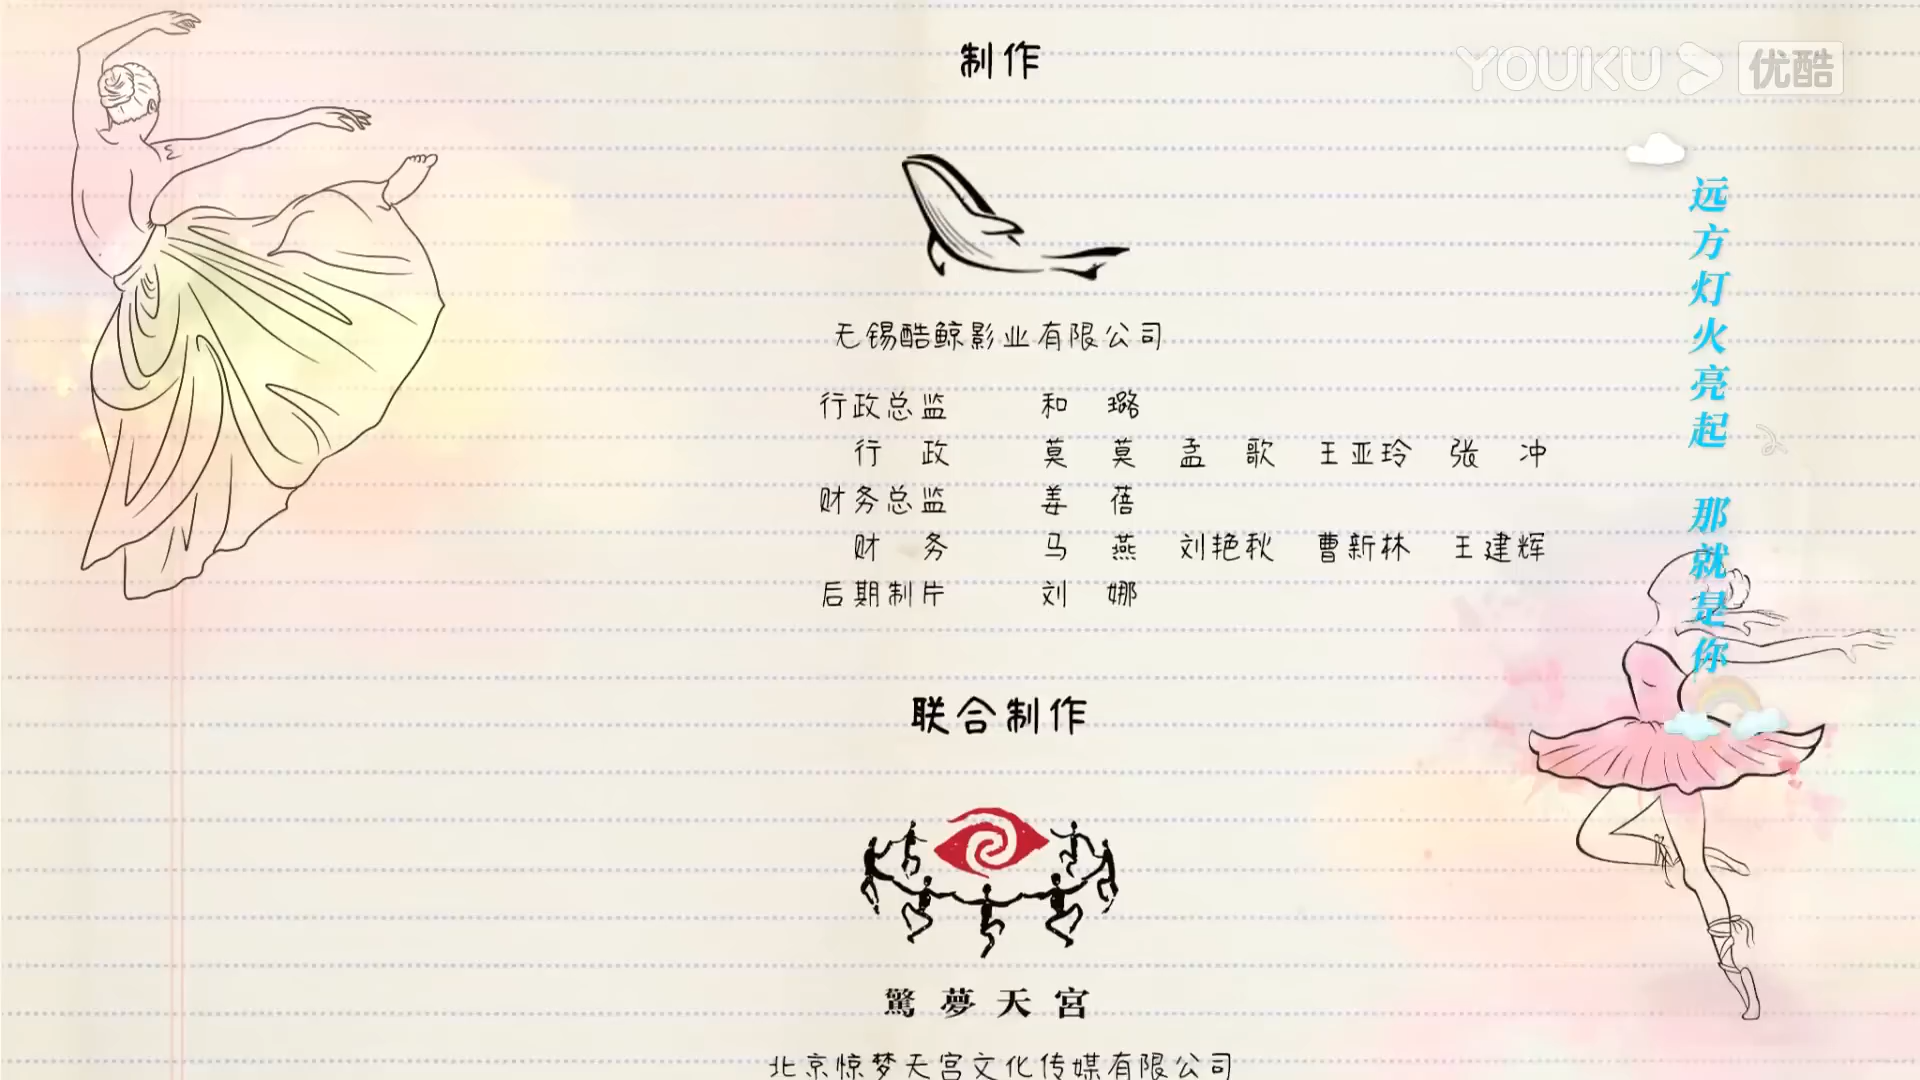 制作
YOUKU 优酷
无锡酷鲸影业有限公司
行政总监 和 璐
行 政 莫 莫 孟 歌 王亚玲 张 冲
财务总监 姜 蓓
财 务 马 燕 刘艳秋 曹新林 王建辉
后期制片 刘 娜
联合制作
驚夢天宮
北京惊梦天宫文化传媒有限公司
远方灯火亮起 那就是你